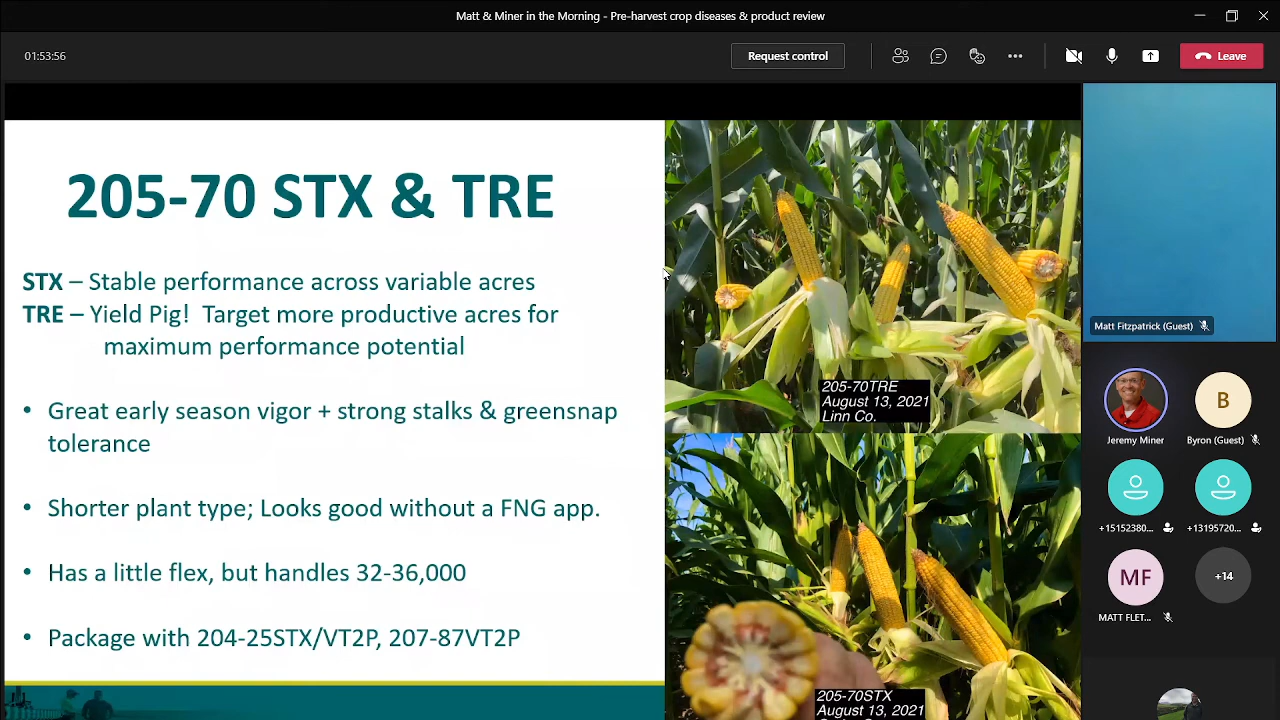 Matt & Miner in the Morning - Pre-harvest crop diseases & product review
01:53:56
Request control
Leave
205-70 STX & TRE
STX – Stable performance across variable acres
TRE – Yield Pig! Target more productive acres for
maximum performance potential
• Great early season vigor + strong stalks & greensnap
tolerance
• Shorter plant type; Looks good without a FNG app.
• Has a little flex, but handles 32-36,000
• Package with 204-25STX/VT2P, 207-87VT2P
205-70TRE
August 13, 2021
Linn Co.
205-70STX
August 13, 2021
Matt Fitzpatrick (Guest)
Jeremy Miner
Byron (Guest)
B
+15152380...
+13195720...
MF
+14
MATT FLET...